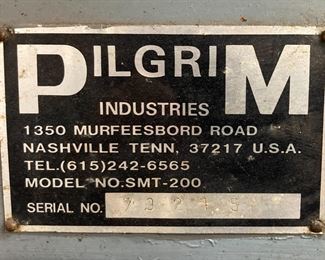 PILGRIM
INDUSTRIES
1350 MURFEESBORD ROAD
NASHVILLE TENN, 37217 U.S.A.
TEL.(615)242-6565
MODEL NO.SMT-200
SERIAL NO.